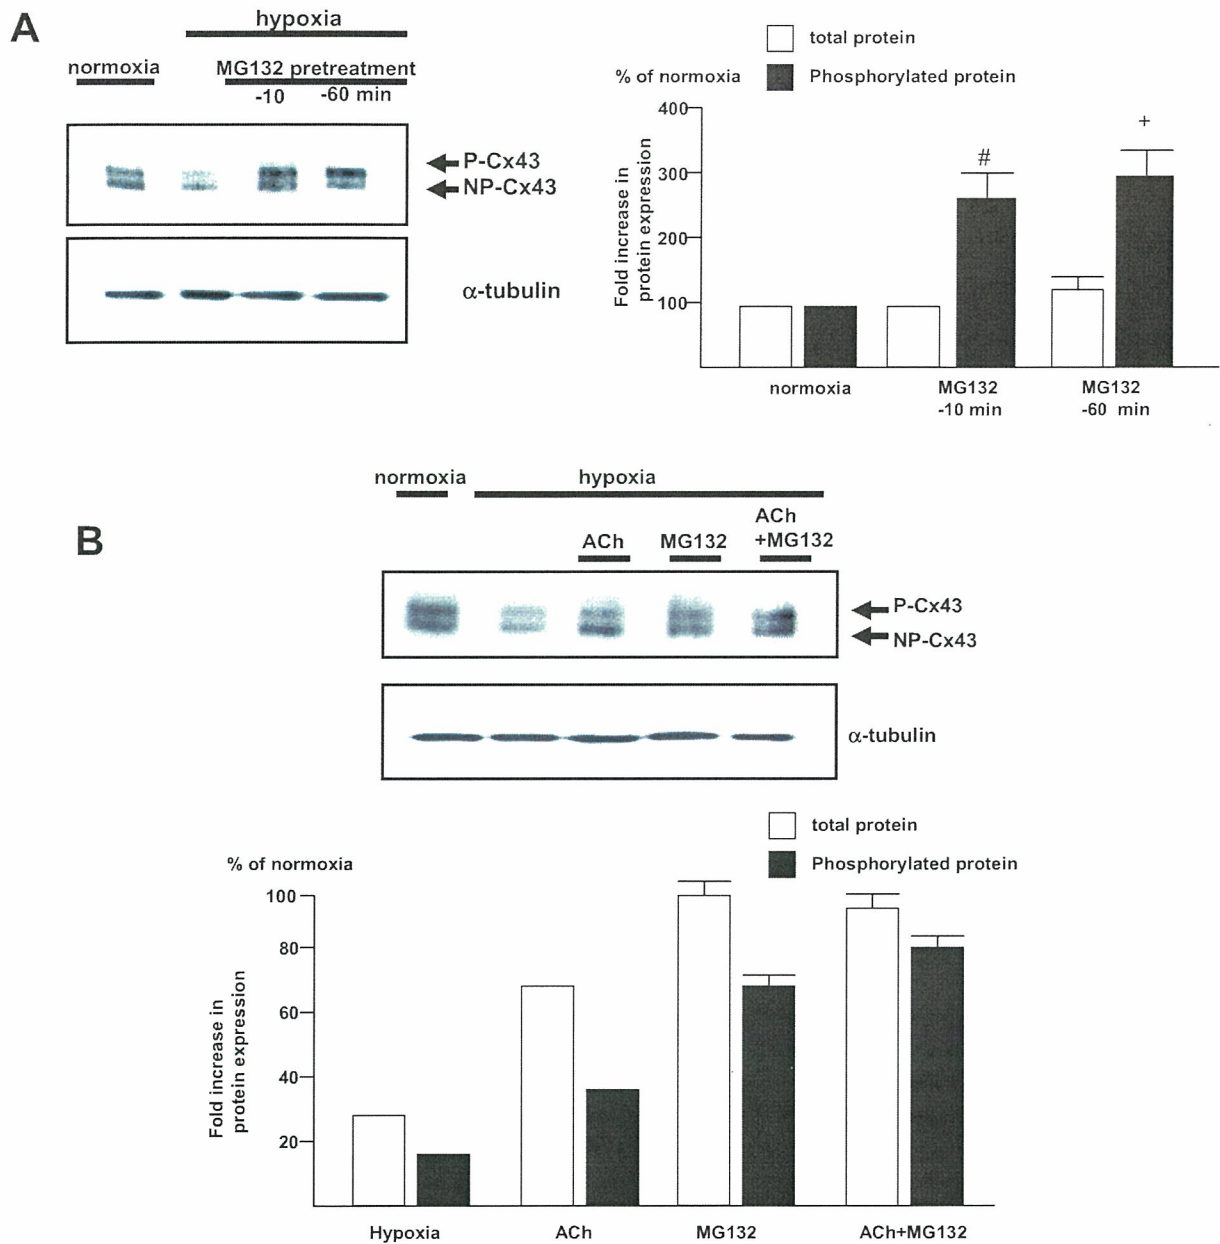 A
hypoxia
normoxia
MG132 pretreatment
-10
-60 min
P-Cx43
NP-Cx43
α-tubulin
total protein
% of normoxia
Phosphorylated protein
Fold increase in
protein expression
400
300
200
100
#
+
normoxia
MG132
-10 min
MG132
-60 min
B
normoxia
hypoxia
ACh
MG132
ACh
+MG132
P-Cx43
NP-Cx43
α-tubulin
total protein
% of normoxia
Phosphorylated protein
Fold increase in
protein expression
100
80
60
40
20
Hypoxia
ACh
MG132
ACh+MG132